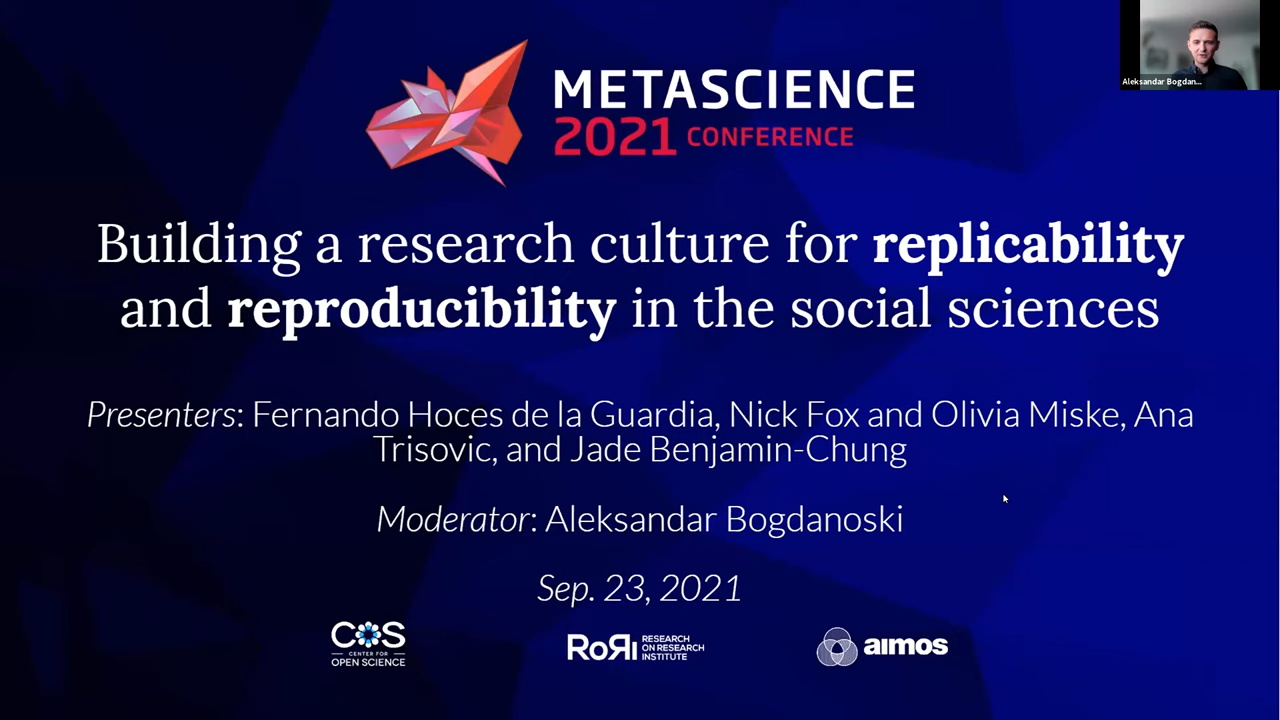 Aleksandar Bogdan...
METASCIENCE
2021 CONFERENCE
Building a research culture for replicability
and reproducibility in the social sciences
Presenters: Fernando Hoces de la Guardia, Nick Fox and Olivia Miske, Ana
Trisovic, and Jade Benjamin-Chung
Moderator: Aleksandar Bogdanoski
Sep. 23, 2021
COS
CENTER FOR
OPEN SCIENCE
RoRI
RESEARCH
ON RESEARCH
INSTITUTE
aimos